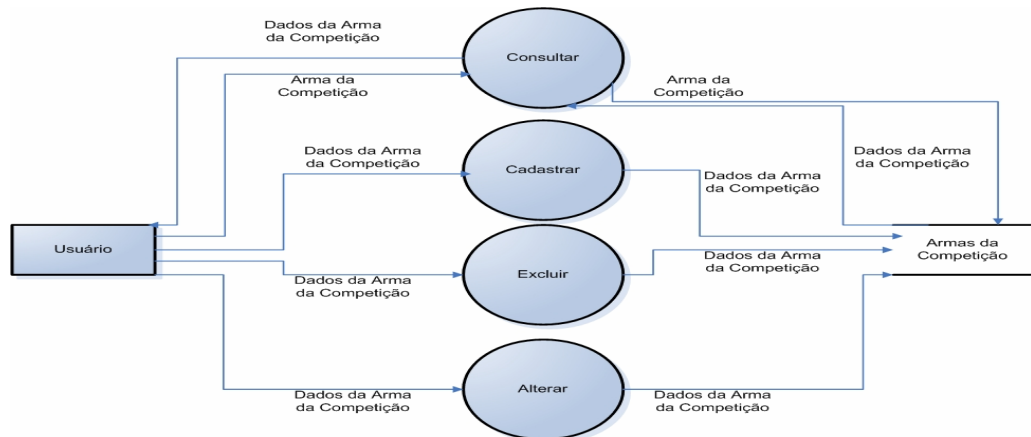 Dados da Arma
da Competição
Consultar
Arma da
Competição
Arma da
Competição
Dados da Arma
da Competição
Cadastrar
Dados da Arma
da Competição
Dados da Arma
da Competição
Usuário
Armas da
Competição
Excluir
Dados da Arma
da Competição
Dados da Arma
da Competição
Alterar
Dados da Arma
da Competição
Dados da Arma
da Competição